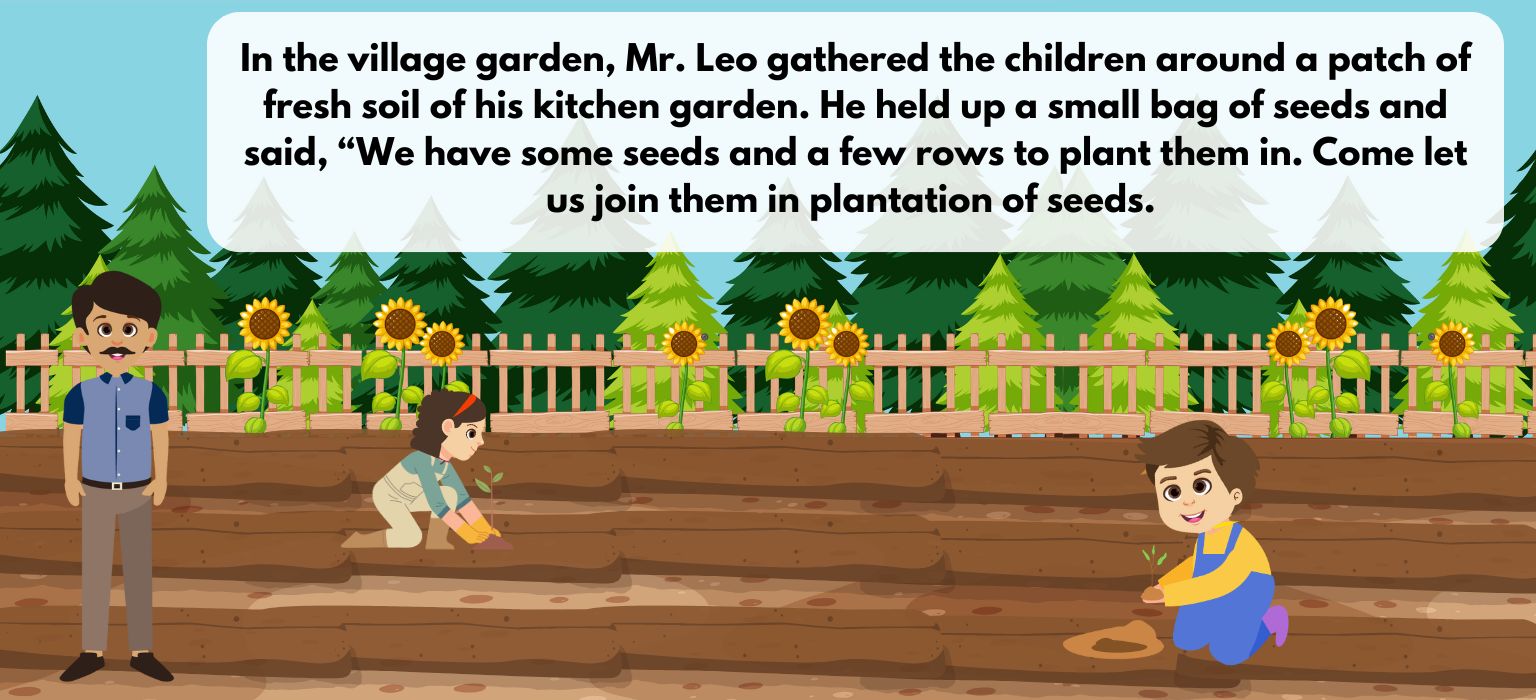 In the village garden, Mr. Leo gathered the children around a patch of
fresh soil of his kitchen garden. He held up a small bag of seeds and
said, “We have some seeds and a few rows to plant them in. Come let
us join them in plantation of seeds.